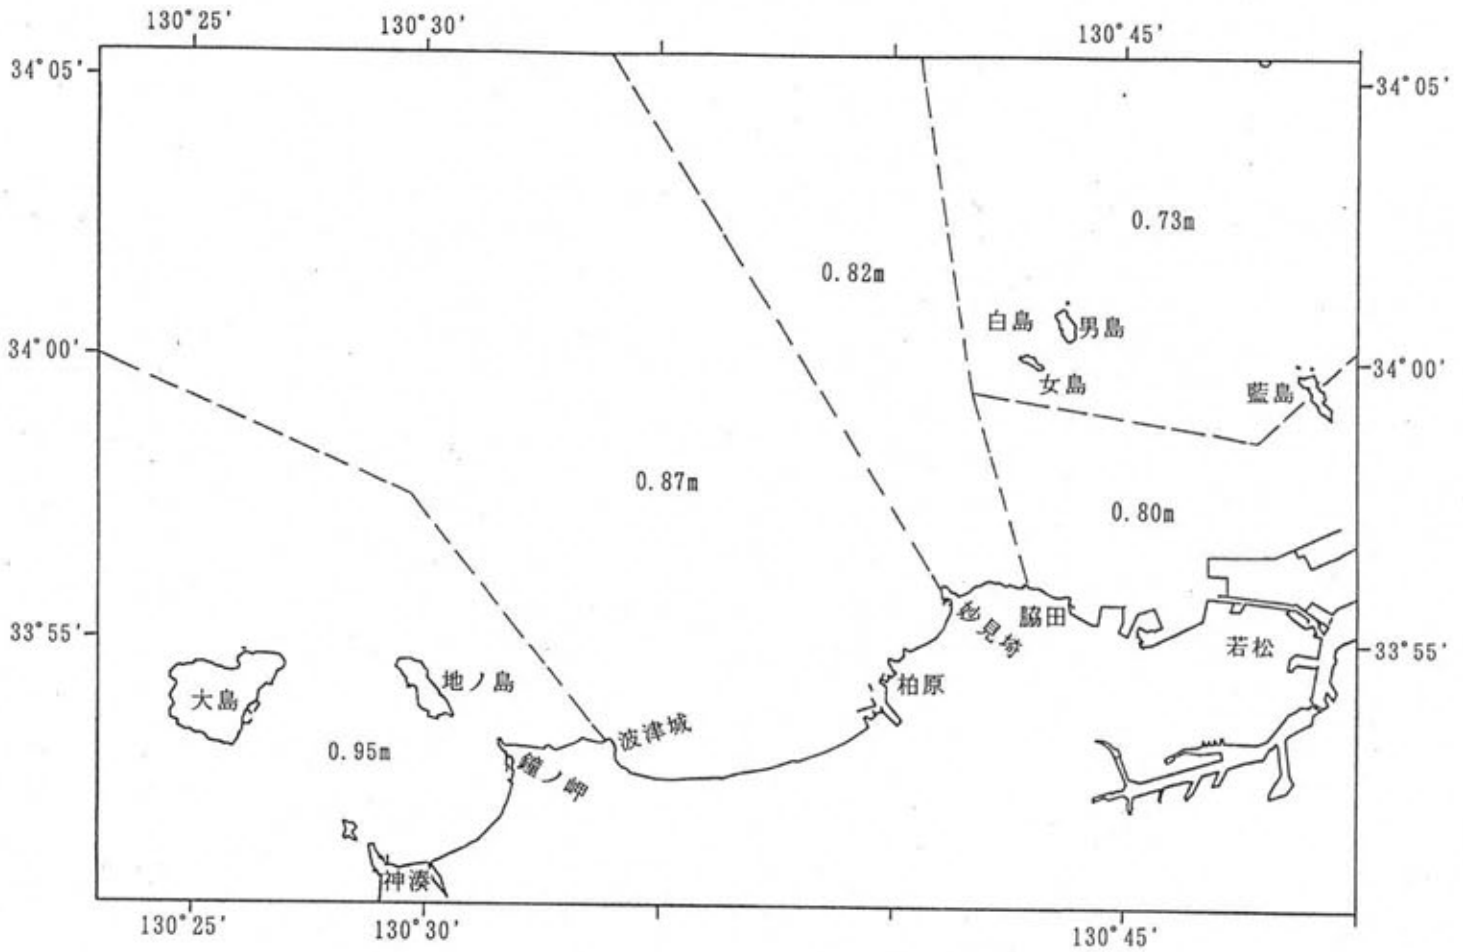 130°25′ 130°30′ 130°45′
34°05′ 34°05′
0.73m
0.82m
白島 男島
34°00′ 34°00′
女島 藍島
0.87m
0.80m
妙見埼 脇田
33°55′ 若松 33°55′
大島 地ノ島 柏原
波津城
0.95m
鐘ノ岬
神湊
130°25′ 130°30′ 130°45′